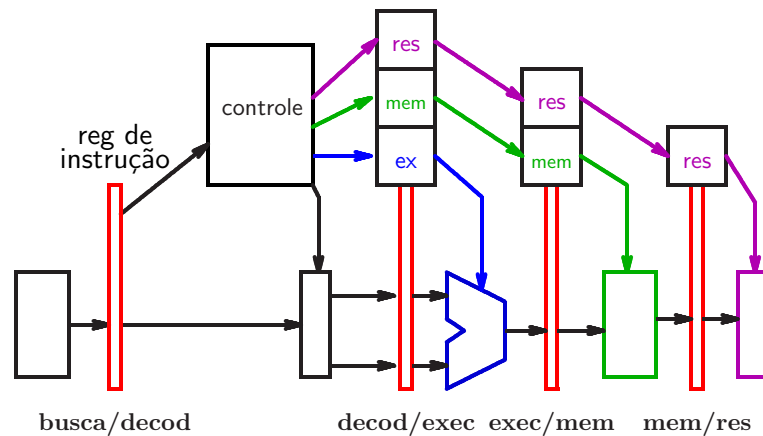 res
controle
mem
res
reg de
instrução
ex
mem
res
busca/decod
decod/exec
exec/mem
mem/res